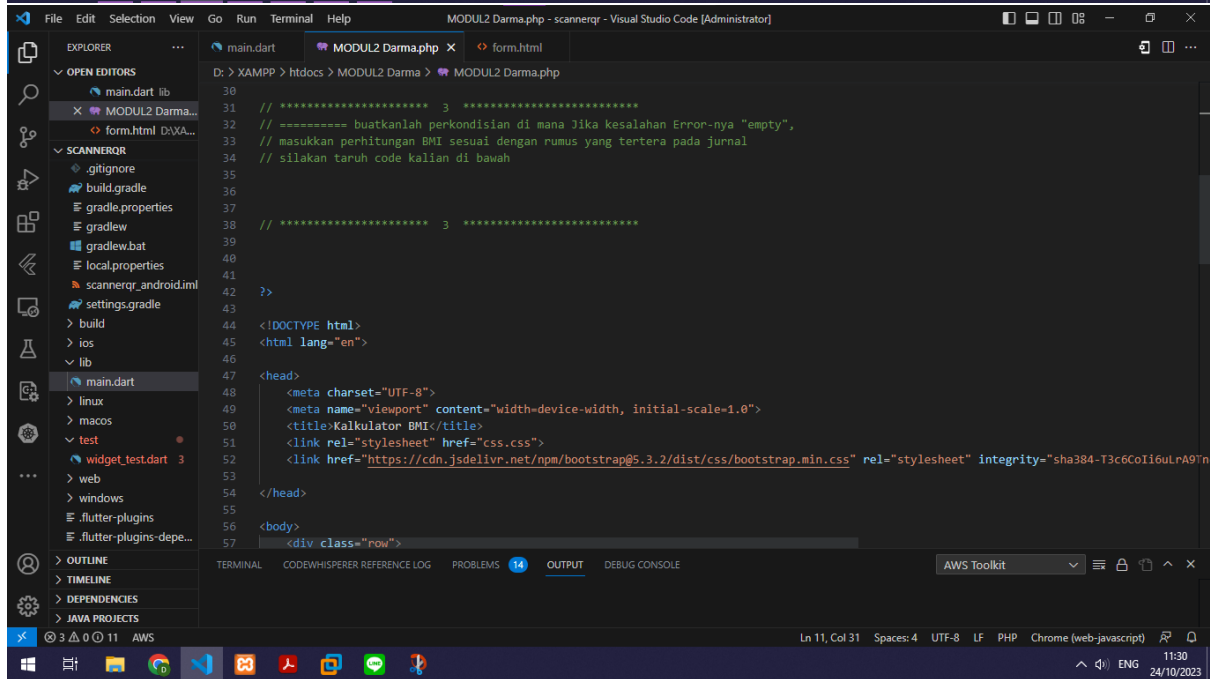 File Edit Selection View Go Run Terminal Help MODUL2 Darma.php - scannerqr - Visual Studio Code [Administrator]
EXPLORER
main.dart MODUL2 Darma.php form.html
OPEN EDITORS
main.dart lib
MODUL2 Darma...
form.html D:\XA...
SCANNERQR
.gitignore
build.gradle
gradle.properties
gradlew
gradlew.bat
local.properties
scannerqr_android.iml
settings.gradle
> build
> ios
lib
main.dart
> linux
> macos
test
widget_test.dart 3
> web
> windows
.flutter-plugins
.flutter-plugins-depe...
> OUTLINE
> TIMELINE
> DEPENDENCIES
> JAVA PROJECTS
D: > XAMPP > htdocs > MODUL2 Darma > MODUL2 Darma.php
30
31 // ********************** 3 **************************
32 // ========== buatkanlah perkondisian di mana Jika kesalahan Error-nya "empty",
33 // masukkan perhitungan BMI sesuai dengan rumus yang tertera pada jurnal
34 // silakan taruh code kalian di bawah
35
36
37
38 // ********************** 3 **************************
39
40
41
42 ?>
43
44 <!DOCTYPE html>
45 <html lang="en">
46
47 <head>
48 <meta charset="UTF-8">
49 <meta name="viewport" content="width=device-width, initial-scale=1.0">
50 <title>Kalkulator BMI</title>
51 <link rel="stylesheet" href="css.css">
52 <link href="https://cdn.jsdelivr.net/npm/bootstrap@5.3.2/dist/css/bootstrap.min.css" rel="stylesheet" integrity="sha384-T3c6CoIi6uLrA9Tn
53
54 </head>
55
56 <body>
57 <div class="row">
TERMINAL CODEWHISPERER REFERENCE LOG PROBLEMS 14 OUTPUT DEBUG CONSOLE AWS Toolkit
3 0 11 AWS Ln 11, Col 31 Spaces: 4 UTF-8 LF PHP Chrome (web-javascript)
ENG 11:30
24/10/2023